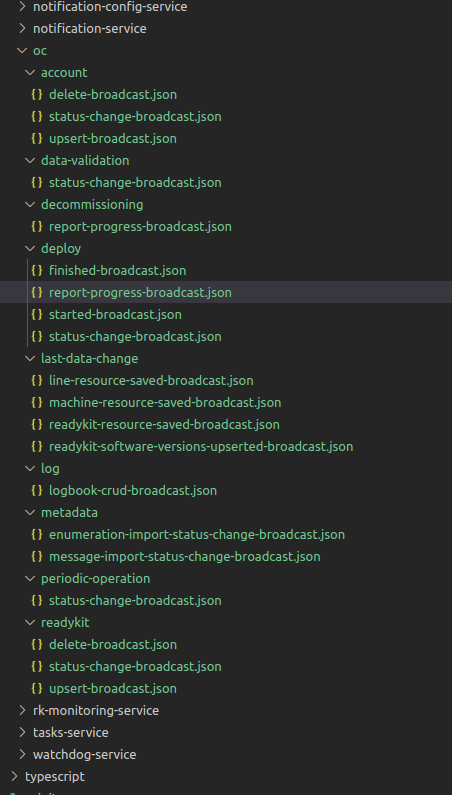 notification-config-service
notification-service
oc
account
{} delete-broadcast.json
{} status-change-broadcast.json
{} upsert-broadcast.json
data-validation
{} status-change-broadcast.json
decommissioning
{} report-progress-broadcast.json
deploy
{} finished-broadcast.json
{} report-progress-broadcast.json
{} started-broadcast.json
{} status-change-broadcast.json
last-data-change
{} line-resource-saved-broadcast.json
{} machine-resource-saved-broadcast.json
{} readykit-resource-saved-broadcast.json
{} readykit-software-versions-upserted-broadcast.json
log
{} logbook-crud-broadcast.json
metadata
{} enumeration-import-status-change-broadcast.json
{} message-import-status-change-broadcast.json
periodic-operation
{} status-change-broadcast.json
readykit
{} delete-broadcast.json
{} status-change-broadcast.json
{} upsert-broadcast.json
rk-monitoring-service
tasks-service
watchdog-service
typescript